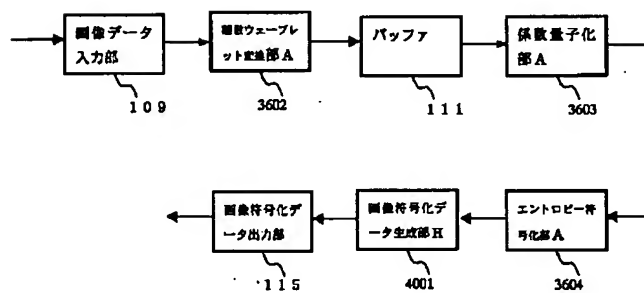 画像データ
入力部
109
離散ウェーブレ
ット変換部A
3602
バッファ
111
係数量子化
部A
3603
画像符号化デ
ータ出力部
115
画像符号化デ
ータ生成部H
4001
エントロピー符
号化部A
3604